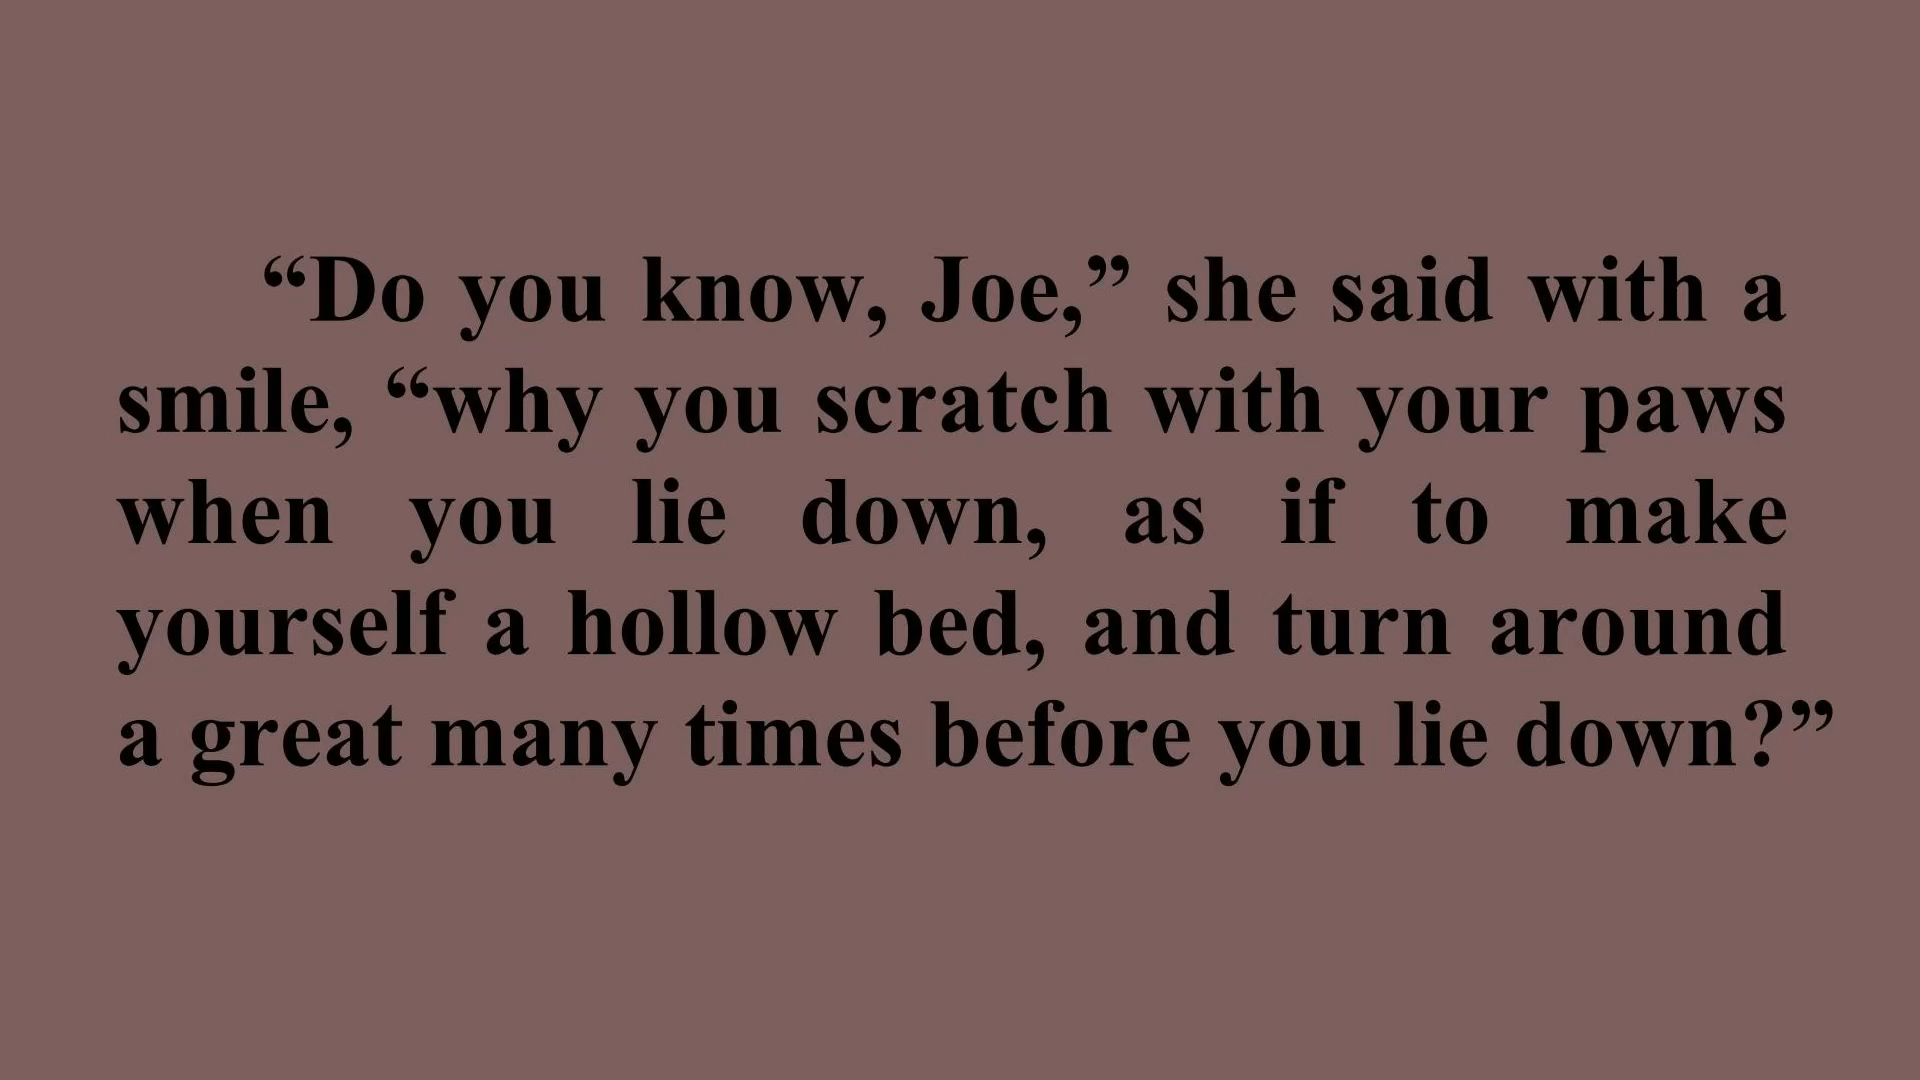 “Do you know, Joe,” she said with a
smile, “why you scratch with your paws
when you lie down, as if to make
yourself a hollow bed, and turn around
a great many times before you lie down?”